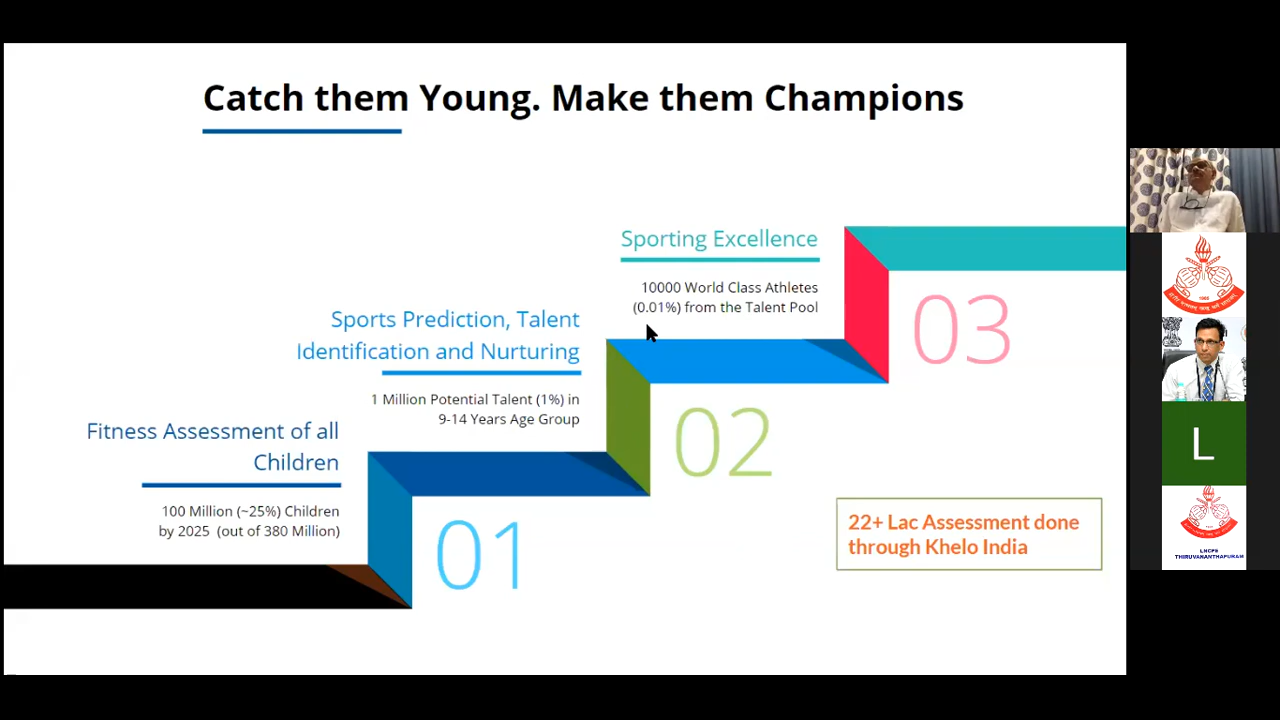 Catch them Young. Make them Champions
Sporting Excellence
10000 World Class Athletes
(0.01%) from the Talent Pool
03
Sports Prediction, Talent
Identification and Nurturing
1 Million Potential Talent (1%) in
9-14 Years Age Group
02
Fitness Assessment of all
Children
100 Million (~25%) Children
by 2025 (out of 380 Million)
01
22+ Lac Assessment done
through Khelo India
L
LNCPE
THIRUVANANTHAPURAM